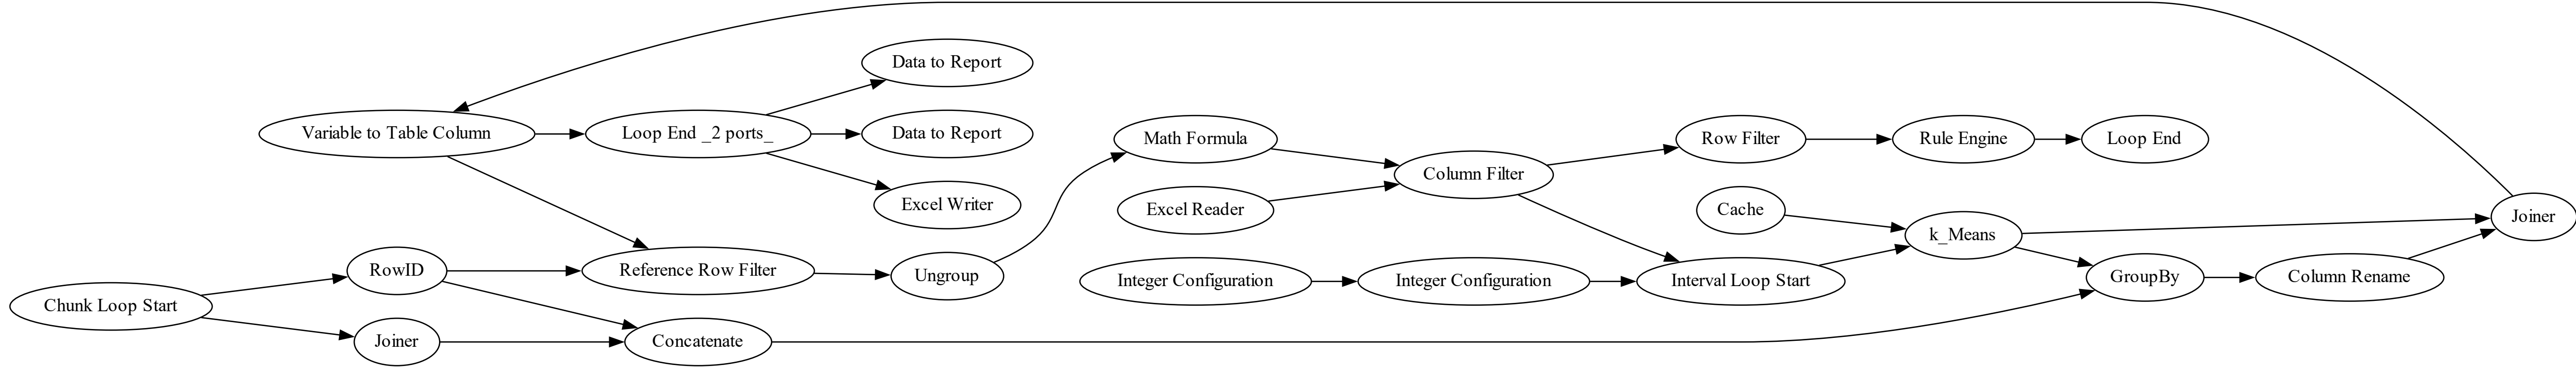 Chunk Loop Start
Variable to Table Column
RowID
Joiner
Loop End _2 ports_
Reference Row Filter
Concatenate
Data to Report
Data to Report
Excel Writer
Ungroup
Math Formula
Excel Reader
Integer Configuration
Column Filter
Integer Configuration
Row Filter
Cache
Interval Loop Start
Rule Engine
k_Means
Loop End
GroupBy
Column Rename
Joiner